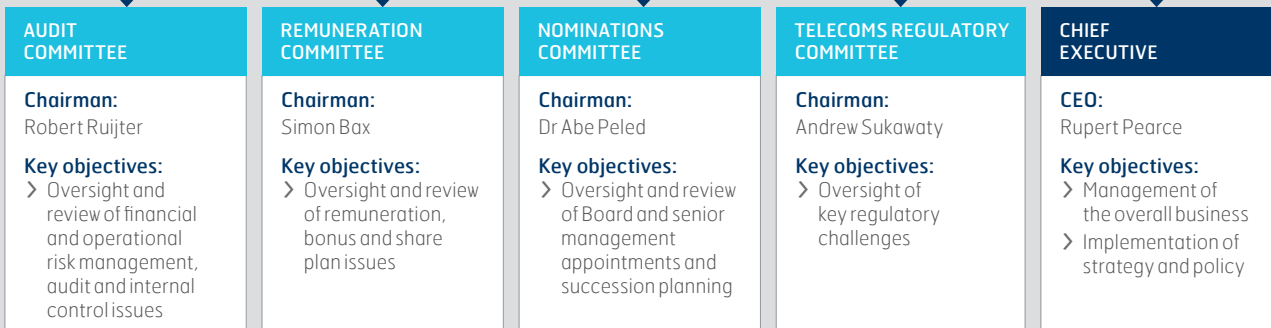 AUDIT
COMMITTEE
Chairman:
Robert Ruijter
Key objectives:
> Oversight and
review of financial
and operational
risk management,
audit and internal
control issues
REMUNERATION
COMMITTEE
Chairman:
Simon Bax
Key objectives:
> Oversight and review
of remuneration,
bonus and share
plan issues
NOMINATIONS
COMMITTEE
Chairman:
Dr Abe Peled
Key objectives:
> Oversight and review
of Board and senior
management
appointments and
succession planning
TELECOMS REGULATORY
COMMITTEE
Chairman:
Andrew Sukawaty
Key objectives:
> Oversight of
key regulatory
challenges
CHIEF
EXECUTIVE
CEO:
Rupert Pearce
Key objectives:
> Management of
the overall business
> Implementation of
strategy and policy